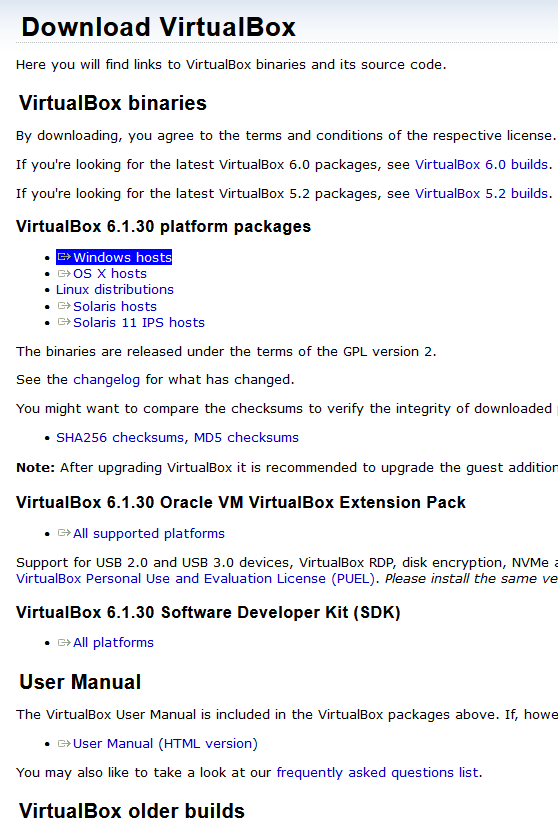 Download VirtualBox
Here you will find links to VirtualBox binaries and its source code.
VirtualBox binaries
By downloading, you agree to the terms and conditions of the respective license.
If you're looking for the latest VirtualBox 6.0 packages, see VirtualBox 6.0 builds.
If you're looking for the latest VirtualBox 5.2 packages, see VirtualBox 5.2 builds.
VirtualBox 6.1.30 platform packages
• Windows hosts
• OS X hosts
• Linux distributions
• Solaris hosts
• Solaris 11 IPS hosts
The binaries are released under the terms of the GPL version 2.
See the changelog for what has changed.
You might want to compare the checksums to verify the integrity of downloaded
• SHA256 checksums, MD5 checksums
Note: After upgrading VirtualBox it is recommended to upgrade the guest addition
VirtualBox 6.1.30 Oracle VM VirtualBox Extension Pack
• All supported platforms
Support for USB 2.0 and USB 3.0 devices, VirtualBox RDP, disk encryption, NVMe
VirtualBox Personal Use and Evaluation License (PUEL). Please install the same ve
VirtualBox 6.1.30 Software Developer Kit (SDK)
• All platforms
User Manual
The VirtualBox User Manual is included in the VirtualBox packages above. If, howe
• User Manual (HTML version)
You may also like to take a look at our frequently asked questions list.
VirtualBox older builds